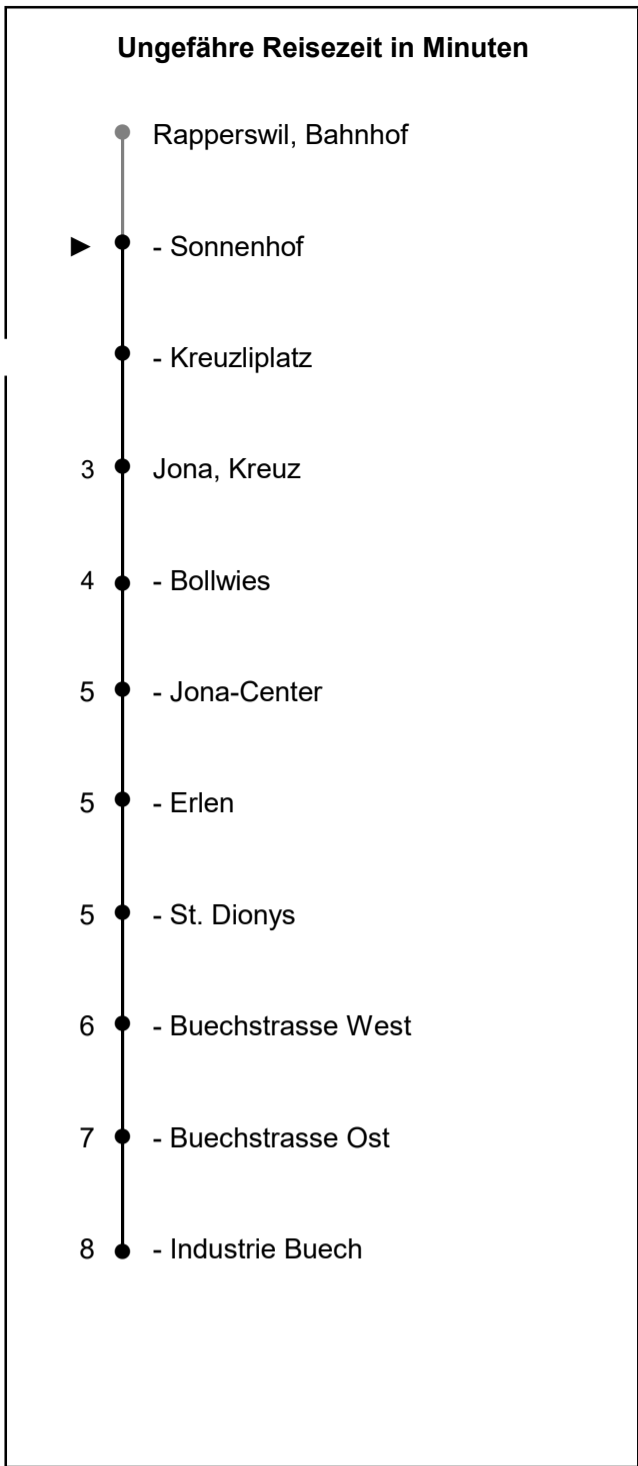 Ungefähre Reisezeit in Minuten
Rapperswil, Bahnhof
► - Sonnenhof
- Kreuzliplatz
3 Jona, Kreuz
4 - Bollwies
5 - Jona-Center
5 - Erlen
5 - St. Dionys
6 - Buechstrasse West
7 - Buechstrasse Ost
8 - Industrie Buech